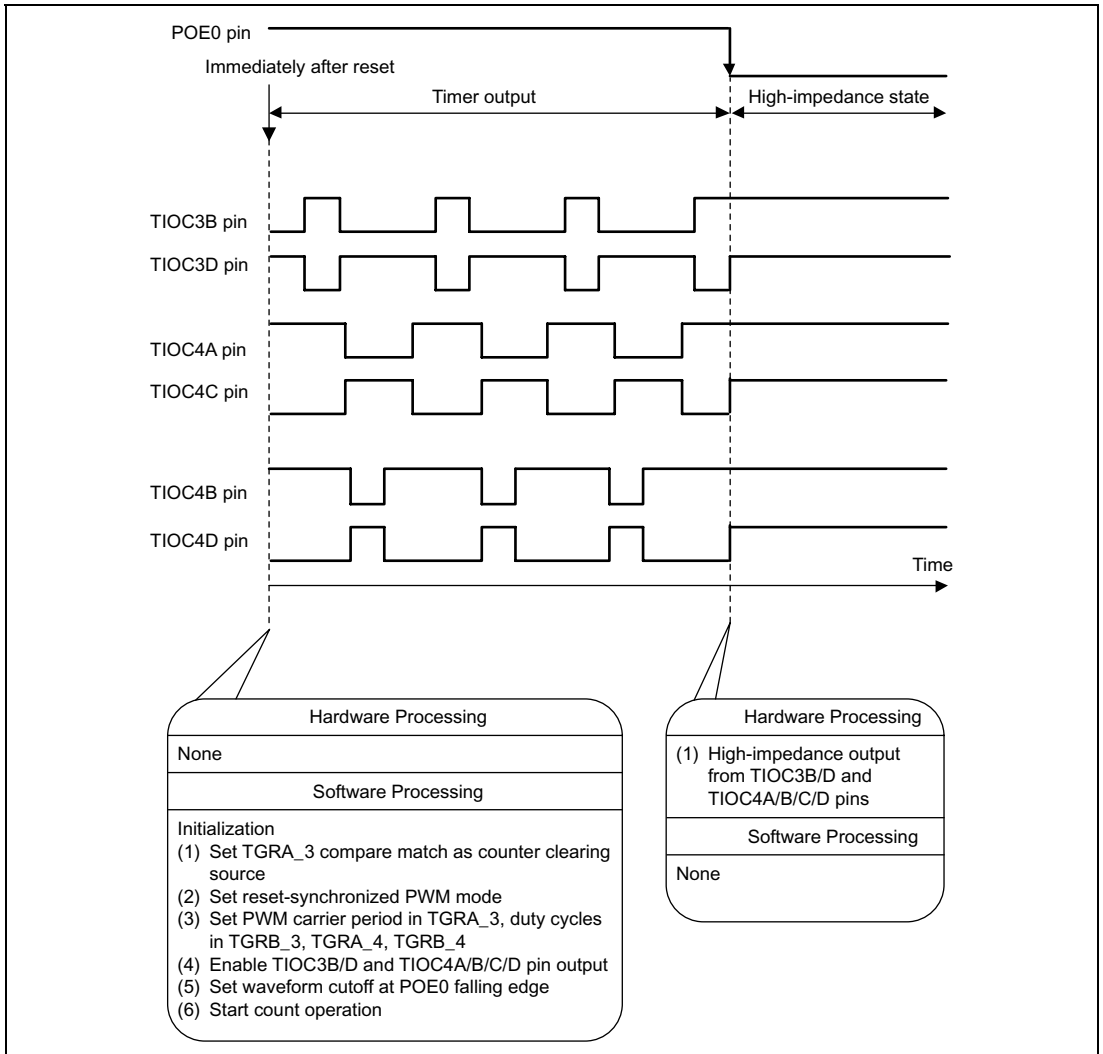 POE0 pin
Immediately after reset
Timer output
High-impedance state
TIOC3B pin
TIOC3D pin
TIOC4A pin
TIOC4C pin
TIOC4B pin
TIOC4D pin
Time
Hardware Processing
None
Software Processing
Initialization
(1) Set TGRA_3 compare match as counter clearing
source
(2) Set reset-synchronized PWM mode
(3) Set PWM carrier period in TGRA_3, duty cycles
in TGRB_3, TGRA_4, TGRB_4
(4) Enable TIOC3B/D and TIOC4A/B/C/D pin output
(5) Set waveform cutoff at POE0 falling edge
(6) Start count operation
Hardware Processing
(1) High-impedance output
from TIOC3B/D and
TIOC4A/B/C/D pins
Software Processing
None